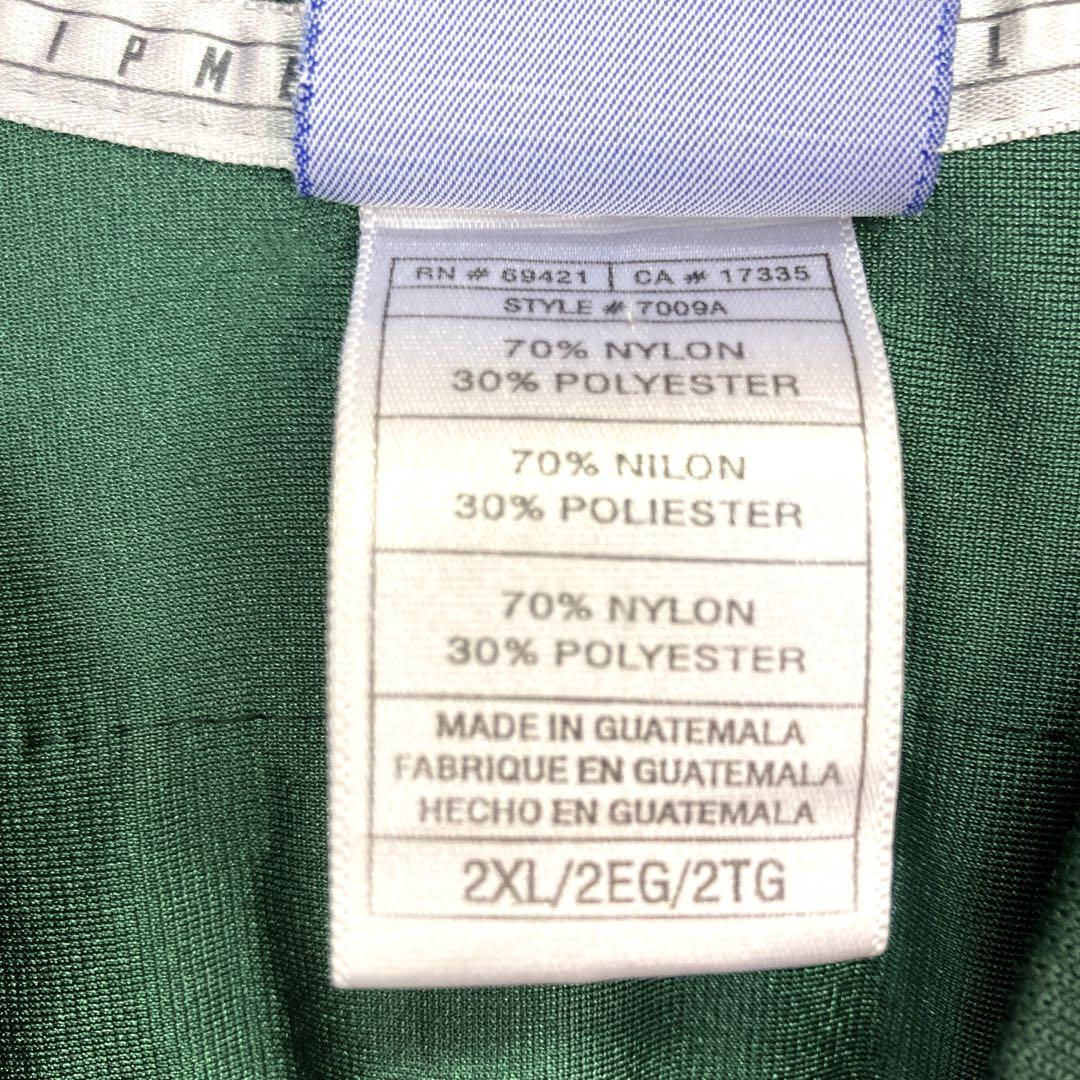 IPME L
RN # 69421 | CA # 17335
STYLE # 7009A
70% NYLON
30% POLYESTER
70% NILON
30% POLIESTER
70% NYLON
30% POLYESTER
MADE IN GUATEMALA
FABRIQUE EN GUATEMALA
HECHO EN GUATEMALA
2XL/2EG/2TG